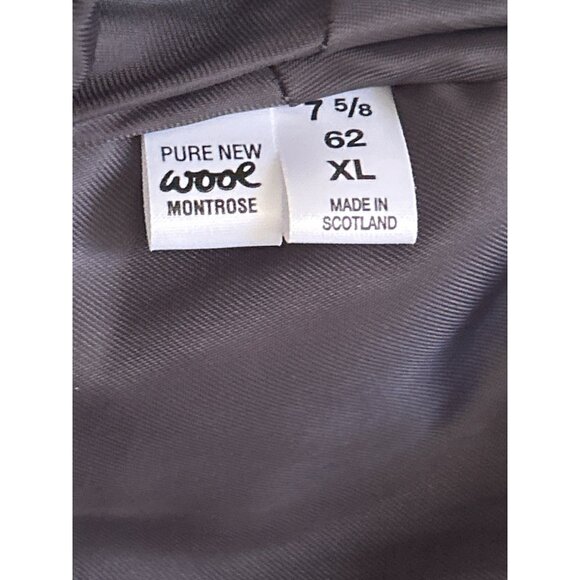 PURE NEW
wool
MONTROSE
7 5/8
62
XL
MADE IN
SCOTLAND